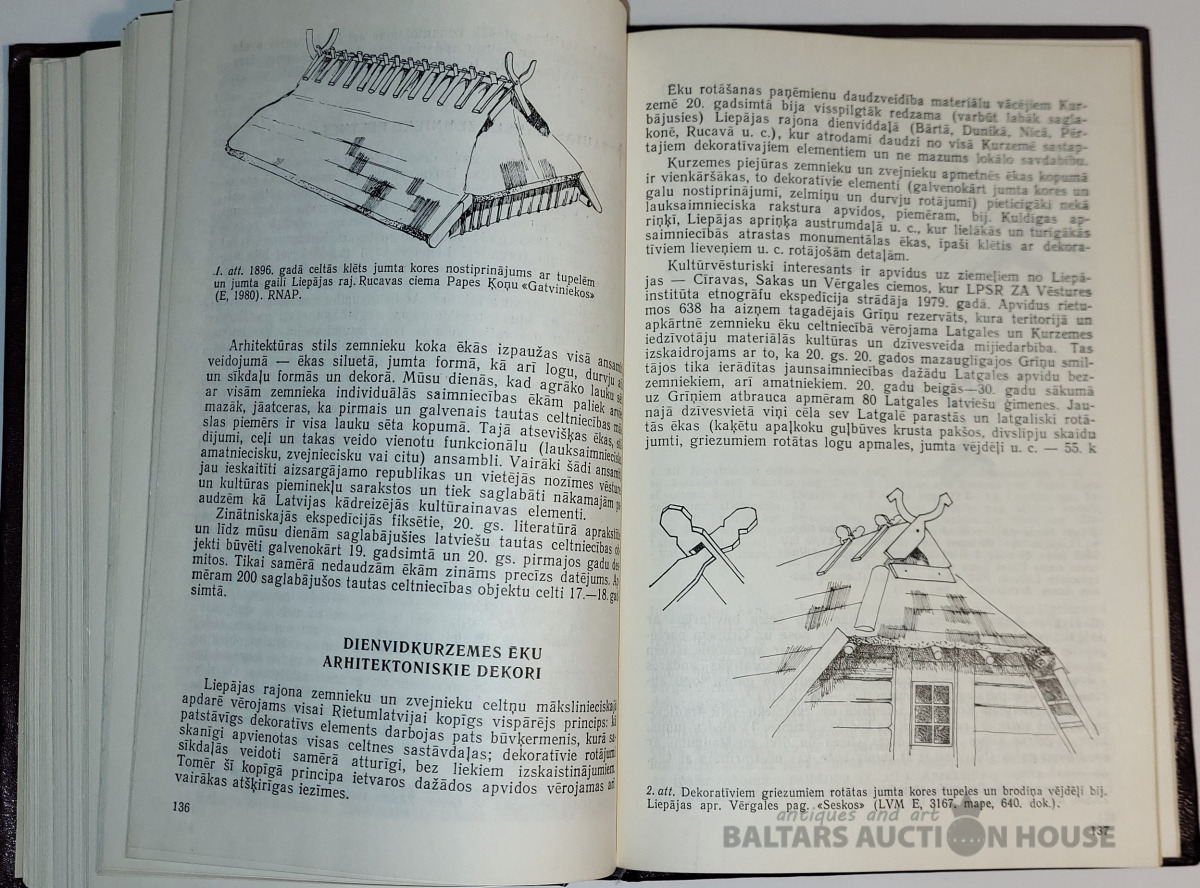 1. att. 1896. gadā celtās klēts jumta kores nostiprinājums ar tupelēm
un jumta gaili Liepājas raj. Rucavas ciema Papes Ķoņu «Gatviniekos»
(E, 1980). RNAP.
Arhitektūras stils zemnieku koka ēkās izpaužas visā
veidojumā — ēkas siluetā, jumta formā, kā arī logu, durvju
un sīkdaļu formās un dekorā. Mūsu dienās, kad agrāko lauku
ar visām zemnieka individuālās saimniecības ēkām paliek
mazāk, jāatceras, ka pirmais un galvenais tautas celtniecības
slas piemērs ir visa lauku sēta kopumā. Tajā atsevišķas ēkas,
dījumi, ceļi un takas veido vienotu funkcionālu
amatniecisku, zvejniecisku vai citu) ansambli. Vairāki šādi
jau ieskaitīti aizsargājamo republikas un vietējās nozīmes
un kultūras pieminekļu sarakstos un tiek saglabāti nākamajām
audzēm kā Latvijas kādreizējās kultūrainavas elementi.
Zinātniskajās ekspedīcijās fiksētie, 20. gs. literatūrā
un līdz mūsu dienām saglabājušies latviešu tautas celtniecības
jekti būvēti galvenokārt 19. gadsimtā un 20. gs. pirmajos gadu
mitos. Tikai samērā nedaudzām ēkām zināms precīzs datējums.
mēram 200 saglabājušos tautas celtniecības objektu celti 17.—18.
simtā.
DIENVIDKURZEMES ĒKU
ARHITEKTONISKIE DEKORI
Liepājas rajona zemnieku un zvejnieku celtņu
apdarē vērojams visai Rietumlatvijai kopīgs vispārējs princips:
patstāvīgs dekoratīvs elements darbojas pats būvķermenis, kurā sa-
skanīgi apvienotas visas celtnes sastāvdaļas; dekoratīvie
sīkdaļās veidoti samērā atturīgi, bez liekiem izskaistinājumiem.
Tomēr šī kopīgā principa ietvaros dažādos apvidos vērojamas arī
vairākas atšķirīgas iezīmes.
136
Ēku rotāšanas paņēmienu daudzveidība materiālu vācējiem Kur-
zemē 20. gadsimtā bija visspilgtāk redzama (varbūt labāk sagla-
bājusies) Liepājas rajona dienviddaļā (Bārtā, Dunikā, Nicā, Pēr-
konē, Rucavā u. c.), kur atrodami daudzi no visā Kurzemē sastap-
tajiem dekoratīvajiem elementiem un ne mazums lokālo savdabību.
Kurzemes piejūras zemnieku un zvejnieku apmetnēs ēkas kopumā
ir vienkāršākas, to dekoratīvie elementi (galvenokārt jumta kores un
galu nostiprinājumi, zelmiņu un durvju rotājumi) pieticīgāki nekā
lauksaimnieciska rakstura apvidos, piemēram, bij. Kuldīgas ap-
riņķī, Liepājas apriņķa austrumdaļā u. c., kur lielākās un turīgākās
saimniecībās atrastas monumentālas ēkas, īpaši klētis ar dekora-
tīviem lieveņiem u. c. rotājošām detaļām.
Kultūrvēsturiski interesants ir apvidus uz ziemeļiem no Liepā-
jas — Cīravas, Sakas un Vērgales ciemos, kur LPSR ZA Vēstures
institūta etnogrāfu ekspedīcija strādāja 1979. gadā. Apvidus rietu-
mos 638 ha aizņem tagadējais Grīņu rezervāts, kura teritorijā un
apkārtnē zemnieku ēku celtniecībā vērojama Latgales un Kurzemes
iedzīvotāju materiālās kultūras un dzīvesveida mijiedarbība. Tas
izskaidrojams ar to, ka 20. gs. 20. gados mazauglīgajos Grīņu smil-
tājos tika ierādītas jaunsaimniecības dažādu Latgales apvidu bez-
zemniekiem, arī amatniekiem. 20. gadu beigās—30. gadu sākumā
uz Grīņiem atbrauca apmēram 80 Latgales latviešu ģimenes. Jau-
najā dzīvesvietā viņi cēla sev Latgalē parastās un latgaliski rotā-
tās ēkas (kaķētu apaļkoku guļbūves krusta pakšos, divslīpju skaidu
jumti, griezumiem rotātas logu apmales, jumta vējdēļi u. c. — 55. k
2. att. Dekoratīviem griezumiem rotātas jumta kores tupeles un brodiņa vējdēļi bij.
Liepājas apr. Vērgales pag. «Seskos» (LVM E, 3167. mape, 640. dok.).
137
antiques and art
BALTARS AUCTION HOUSE